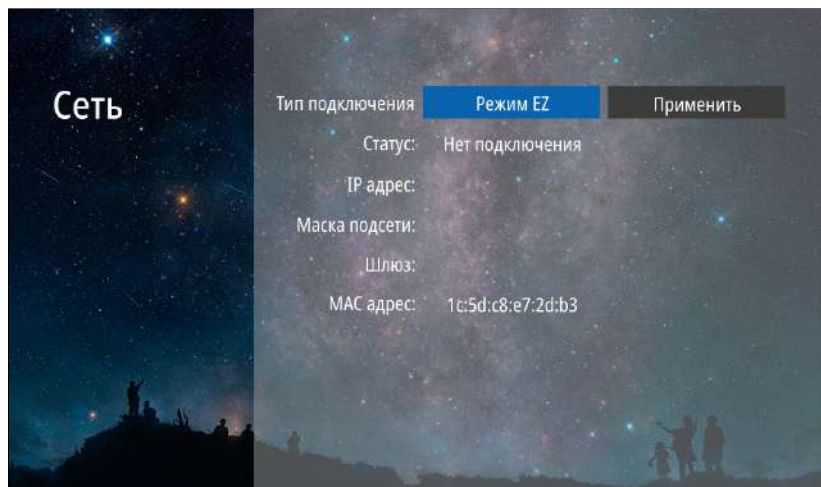 Сеть
Тип подключения Режим EZ Применить
Статус: Нет подключения
IP адрес:
Маска подсети:
Шлюз:
MAC адрес: 1c:5d:c8:e7:2d:b3